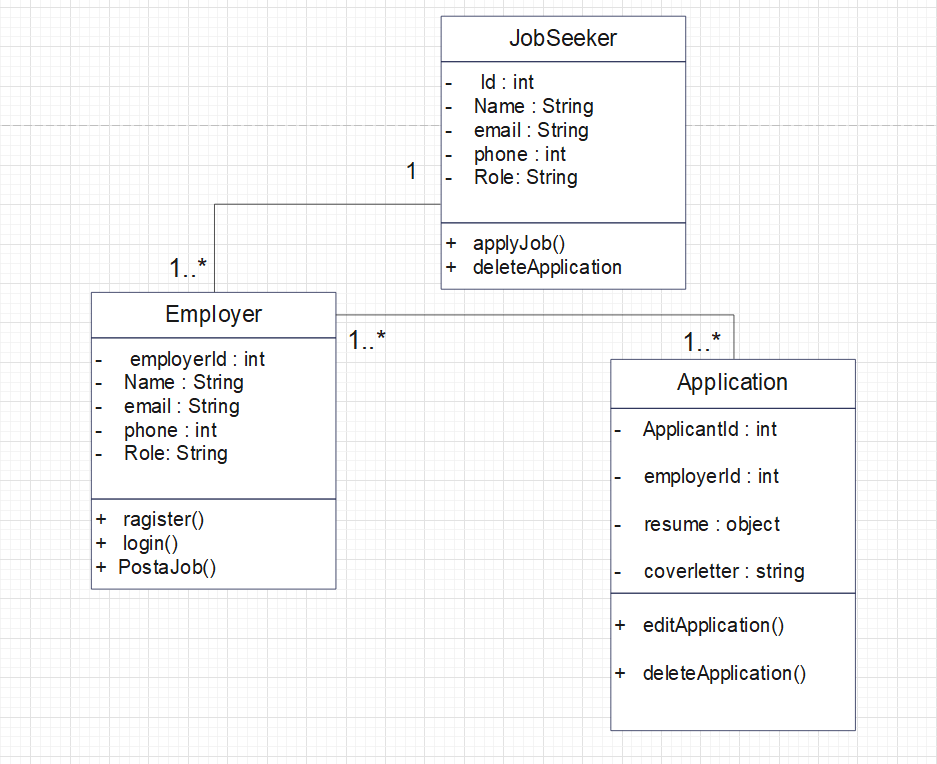 JobSeeker
- Id : int
- Name : String
- email : String
- phone : int
- Role: String
+ applyJob()
+ deleteApplication
1
1..*
Employer
- employerId : int
- Name : String
- email : String
- phone : int
- Role: String
+ ragister()
+ login()
+ PostaJob()
1..*
1..*
Application
- ApplicantId : int
- employerId : int
- resume : object
- coverletter : string
+ editApplication()
+ deleteApplication()